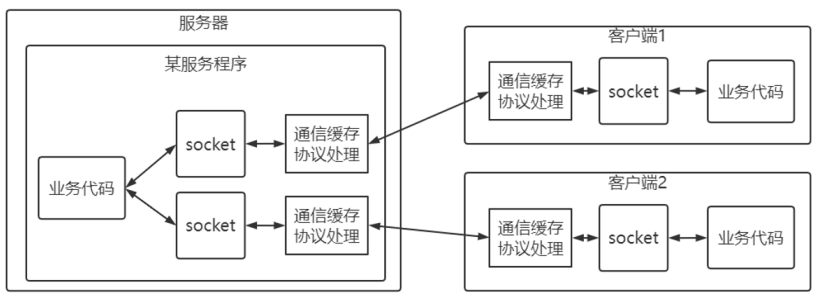 服务器
某服务程序
业务代码
socket
通信缓存
协议处理
socket
通信缓存
协议处理
客户端1
通信缓存
协议处理
socket
业务代码
客户端2
通信缓存
协议处理
socket
业务代码